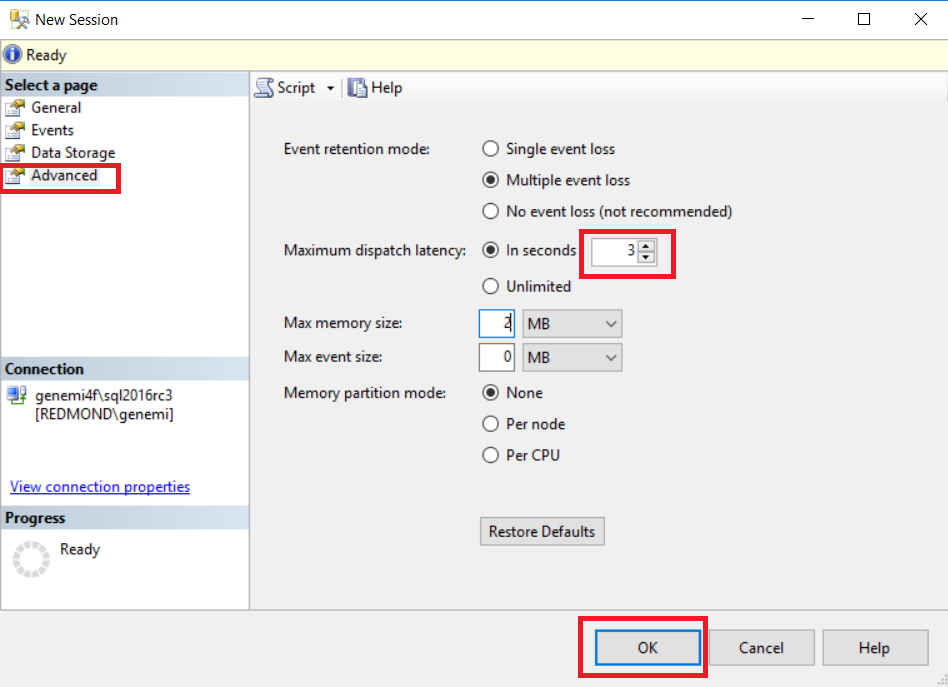 New Session
Ready
Select a page
General
Events
Data Storage
Advanced
Connection
genemi4f\sql2016rc3
[REDMOND\genemi]
View connection properties
Progress
Ready
Script Help
Event retention mode: Single event loss
Multiple event loss
No event loss (not recommended)
Maximum dispatch latency: In seconds 3
Unlimited
Max memory size: 2 MB
Max event size: 0 MB
Memory partition mode: None
Per node
Per CPU
Restore Defaults
OK Cancel Help